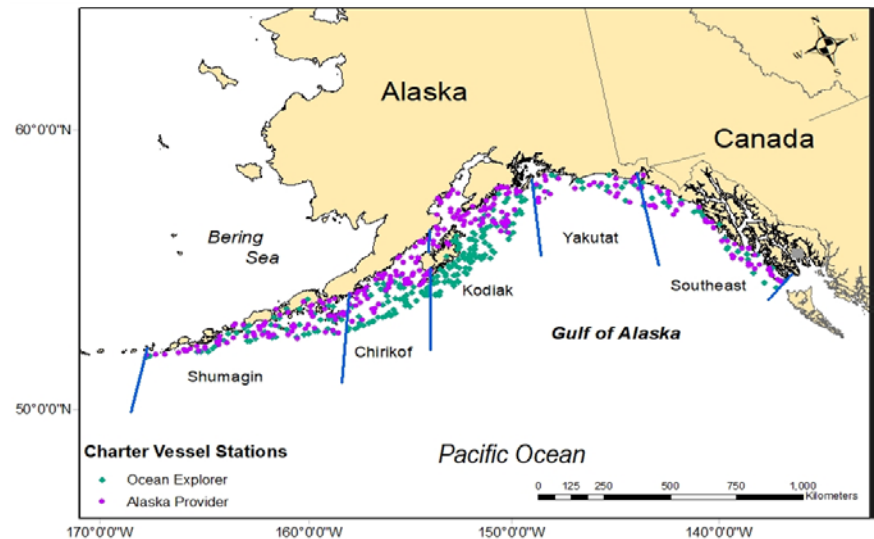 N
W
E
S
Alaska
Canada
60°0'0"N
Bering
Sea
Yakutat
Kodiak
Southeast
Gulf of Alaska
Chirikof
Shumagin
50°0'0"N
Charter Vessel Stations
Ocean Explorer
Alaska Provider
Pacific Ocean
0 125 250 500 750 1,000
Kilometers
170°0'0"W 160°0'0"W 150°0'0"W 140°0'0"W